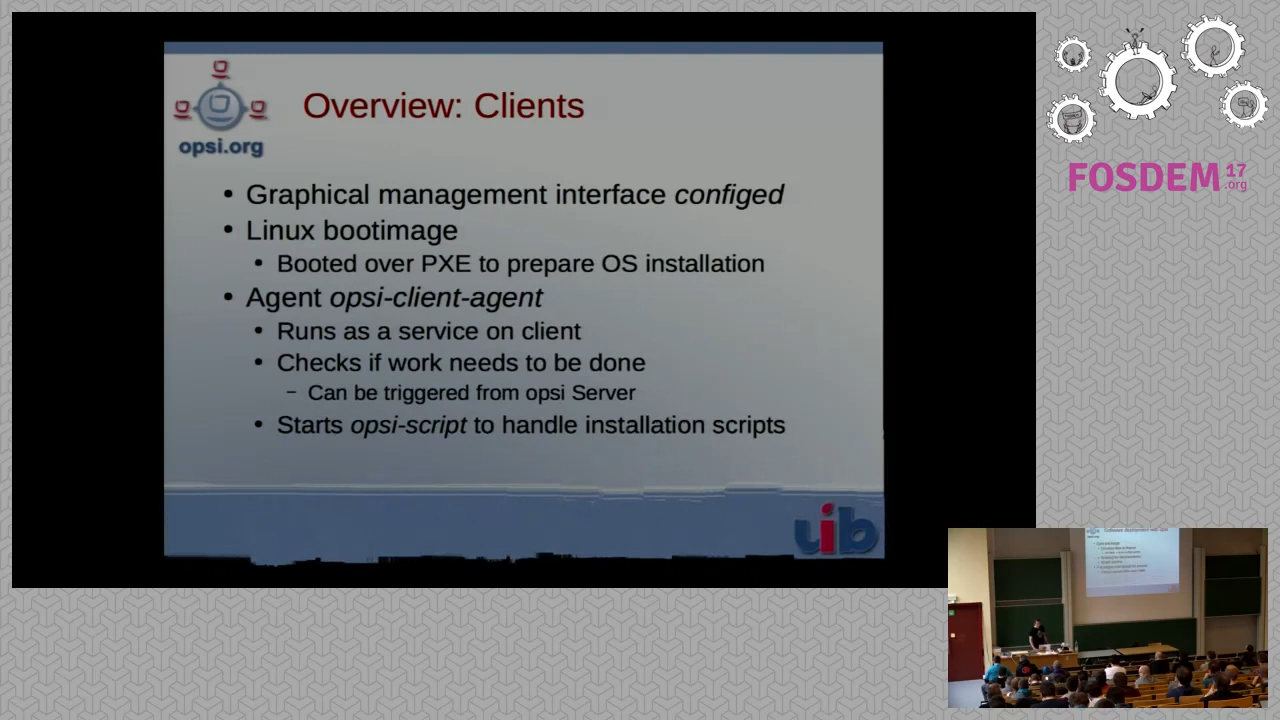 Overview: Clients
opsi.org
• Graphical management interface configed
• Linux bootimage
• Booted over PXE to prepare OS installation
• Agent opsi-client-agent
• Runs as a service on client
• Checks if work needs to be done
– Can be triggered from opsi Server
• Starts opsi-script to handle installation scripts
uib
FOSDEM 17
.org